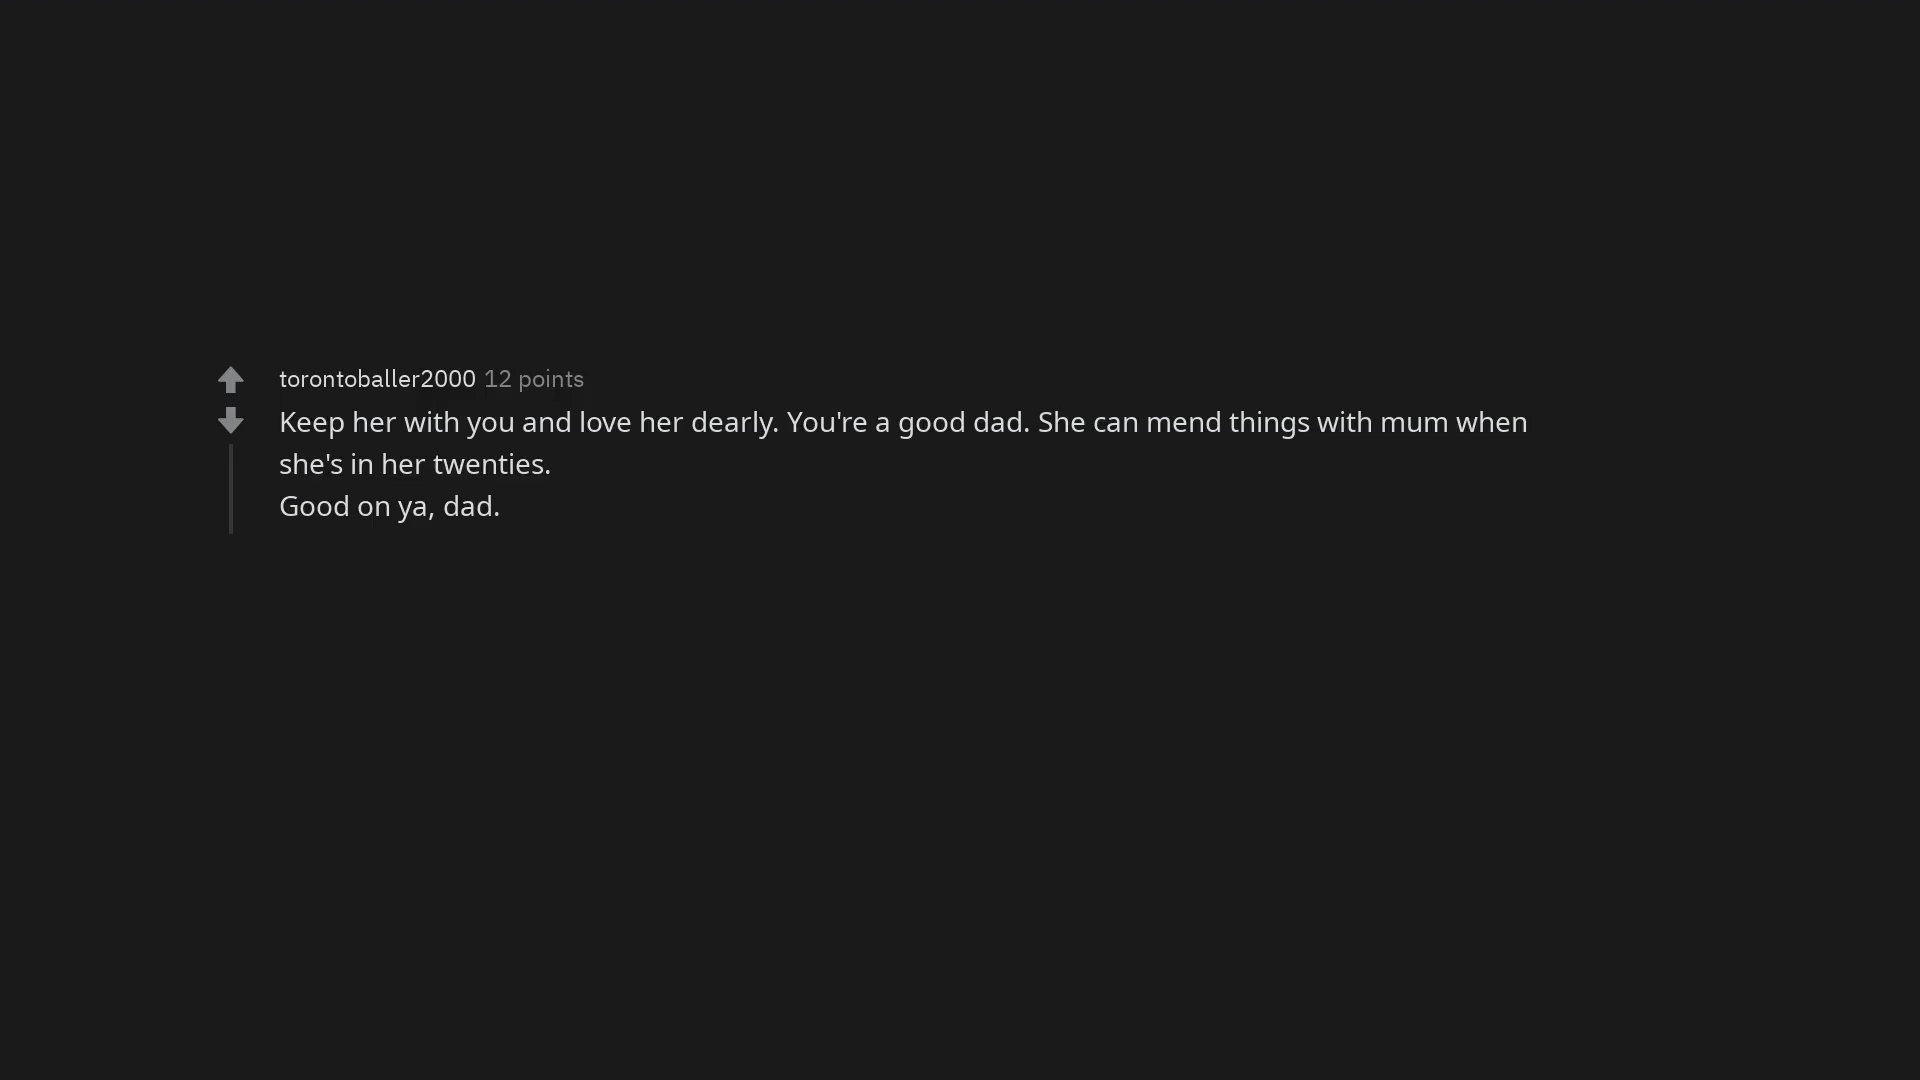 torontoballer2000 12 points
Keep her with you and love her dearly. You're a good dad. She can mend things with mum when
she's in her twenties.
Good on ya, dad.